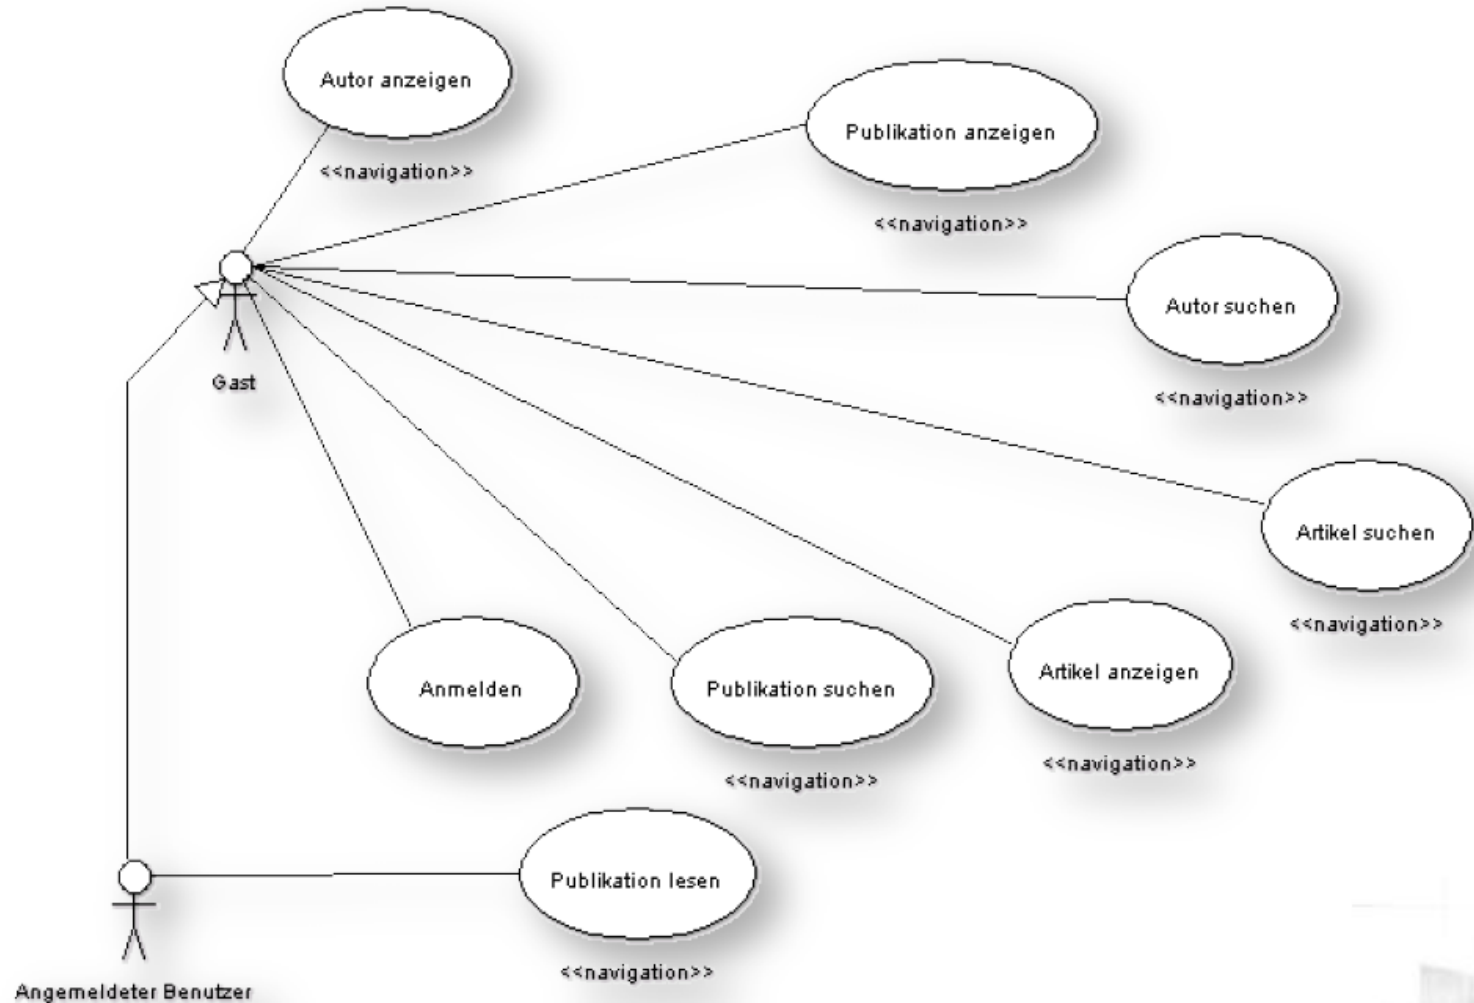 Autor anzeigen
<<navigation>>
Publikation anzeigen
<<navigation>>
Autor suchen
<<navigation>>
Gast
Artikel suchen
<<navigation>>
Anmelden
Publikation suchen
<<navigation>>
Artikel anzeigen
<<navigation>>
Publikation lesen
<<navigation>>
Angemeldeter Benutzer